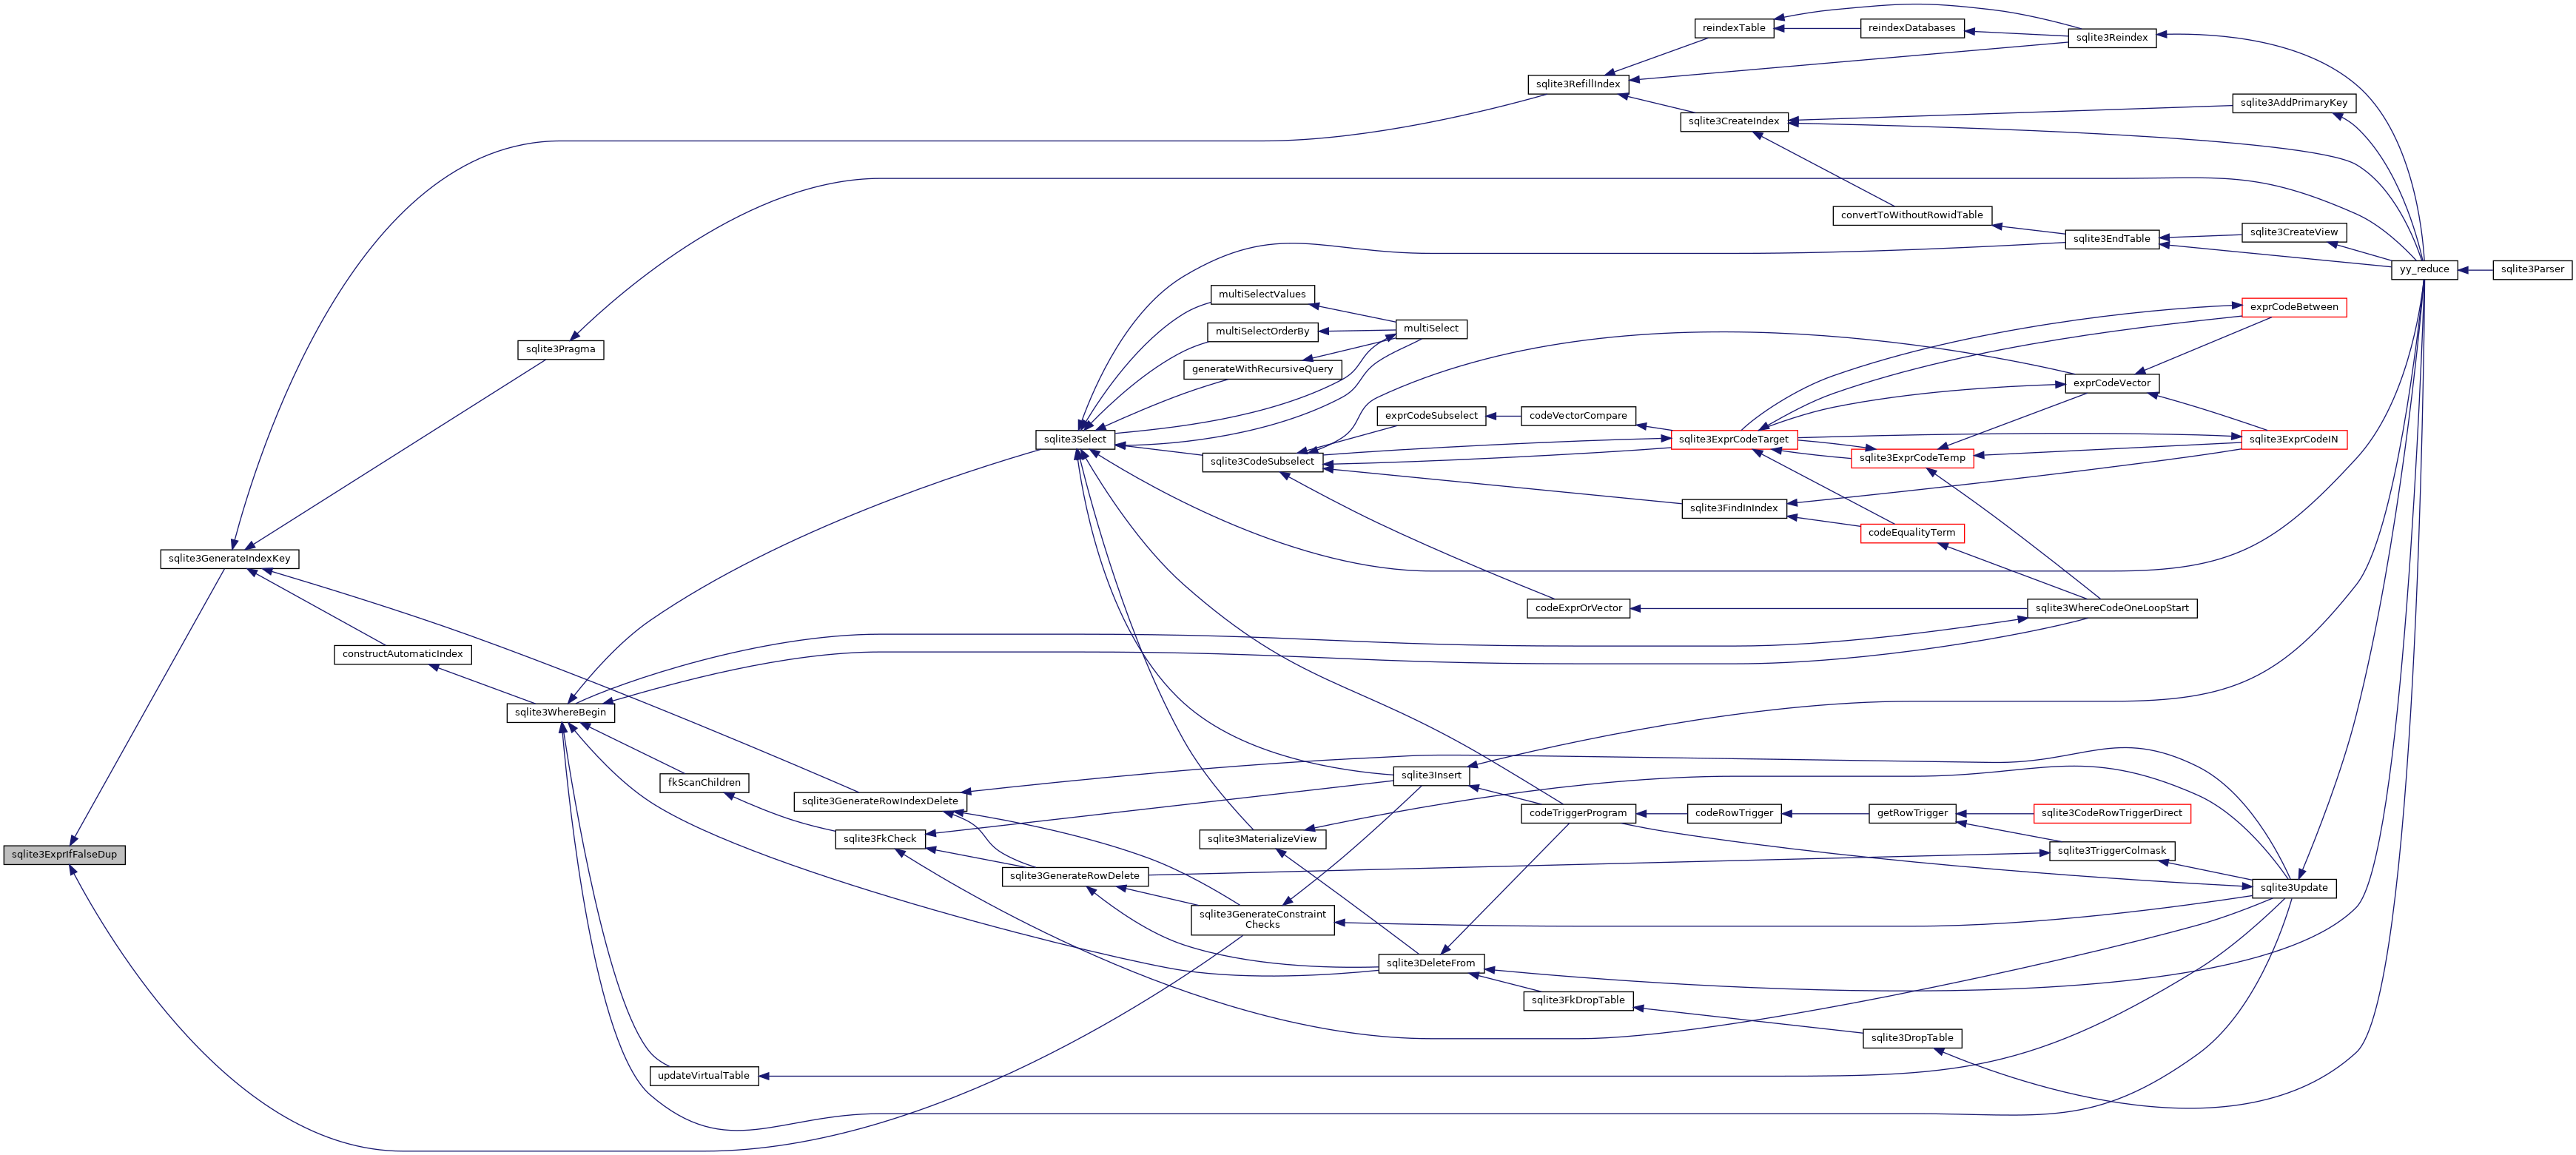 reindexTable
reindexDatabases
sqlite3Reindex
sqlite3RefillIndex
sqlite3AddPrimaryKey
sqlite3CreateIndex
convertToWithoutRowidTable
sqlite3CreateView
sqlite3EndTable
yy_reduce
sqlite3Parser
multiSelectValues
exprCodeBetween
multiSelectOrderBy
multiSelect
sqlite3Pragma
generateWithRecursiveQuery
exprCodeVector
exprCodeSubselect
codeVectorCompare
sqlite3Select
sqlite3ExprCodeTarget
sqlite3ExprCodeIN
sqlite3CodeSubselect
sqlite3ExprCodeTemp
sqlite3FindInIndex
codeEqualityTerm
sqlite3GenerateIndexKey
codeExprOrVector
sqlite3WhereCodeOneLoopStart
constructAutomaticIndex
sqlite3WhereBegin
sqlite3Insert
fkScanChildren
sqlite3GenerateRowIndexDelete
codeTriggerProgram
codeRowTrigger
getRowTrigger
sqlite3CodeRowTriggerDirect
sqlite3FkCheck
sqlite3MaterializeView
sqlite3TriggerColmask
sqlite3ExprIfFalseDup
sqlite3GenerateRowDelete
sqlite3Update
sqlite3GenerateConstraint
Checks
sqlite3DeleteFrom
sqlite3FkDropTable
sqlite3DropTable
updateVirtualTable